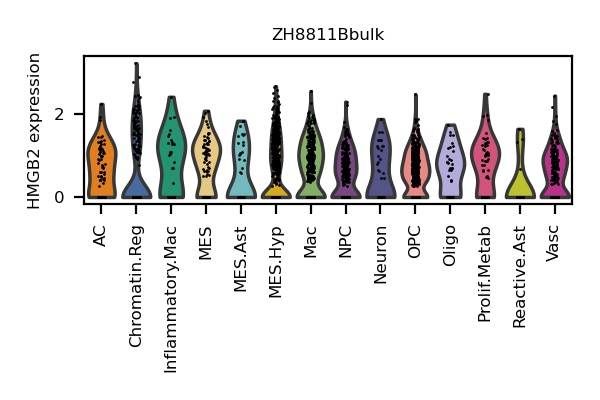 ZH8811Bbulk
HMGB2 expression
2
0
AC
Chromatin.Reg
Inflammatory.Mac
MES
MES.Ast
MES.Hyp
Mac
NPC
Neuron
OPC
Oligo
Prolif.Metab
Reactive.Ast
Vasc